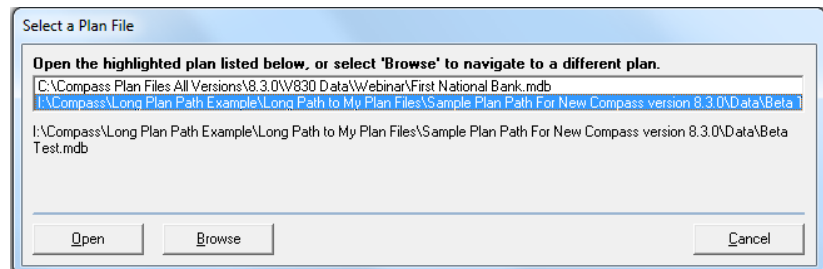 Select a Plan File
Open the highlighted plan listed below, or select 'Browse' to navigate to a different plan.
C:\Compass Plan Files All Versions\8.3.0\V830 Data\Webinar\First National Bank.mdb
I:\Compass\Long Plan Path Example\Long Path to My Plan Files\Sample Plan Path For New Compass version 8.3.0\Data\Beta
I:\Compass\Long Plan Path Example\Long Path to My Plan Files\Sample Plan Path For New Compass version 8.3.0\Data\Beta
Test.mdb
Open Browse Cancel